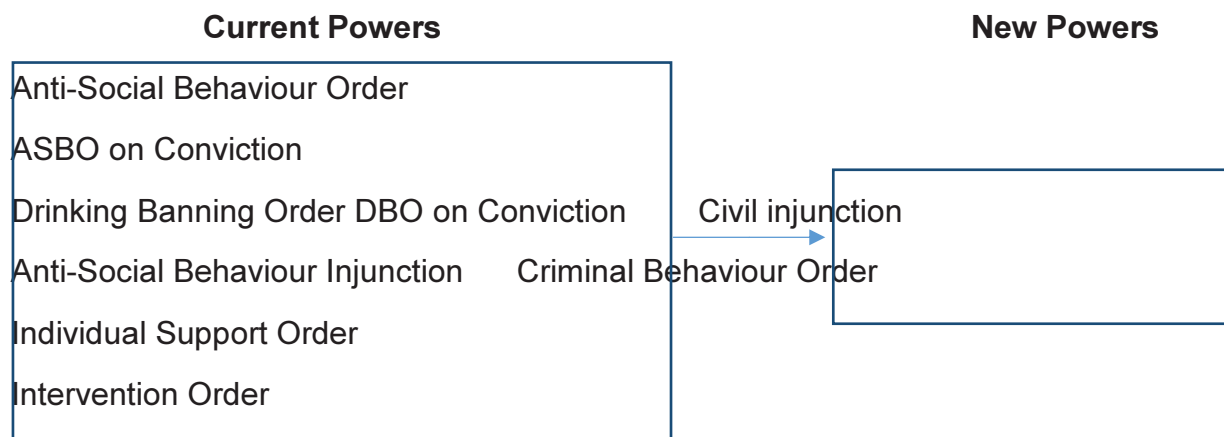 Current Powers New Powers
Anti-Social Behaviour Order
ASBO on Conviction
Drinking Banning Order DBO on Conviction Civil injunction
Anti-Social Behaviour Injunction Criminal Behaviour Order
Individual Support Order
Intervention Order